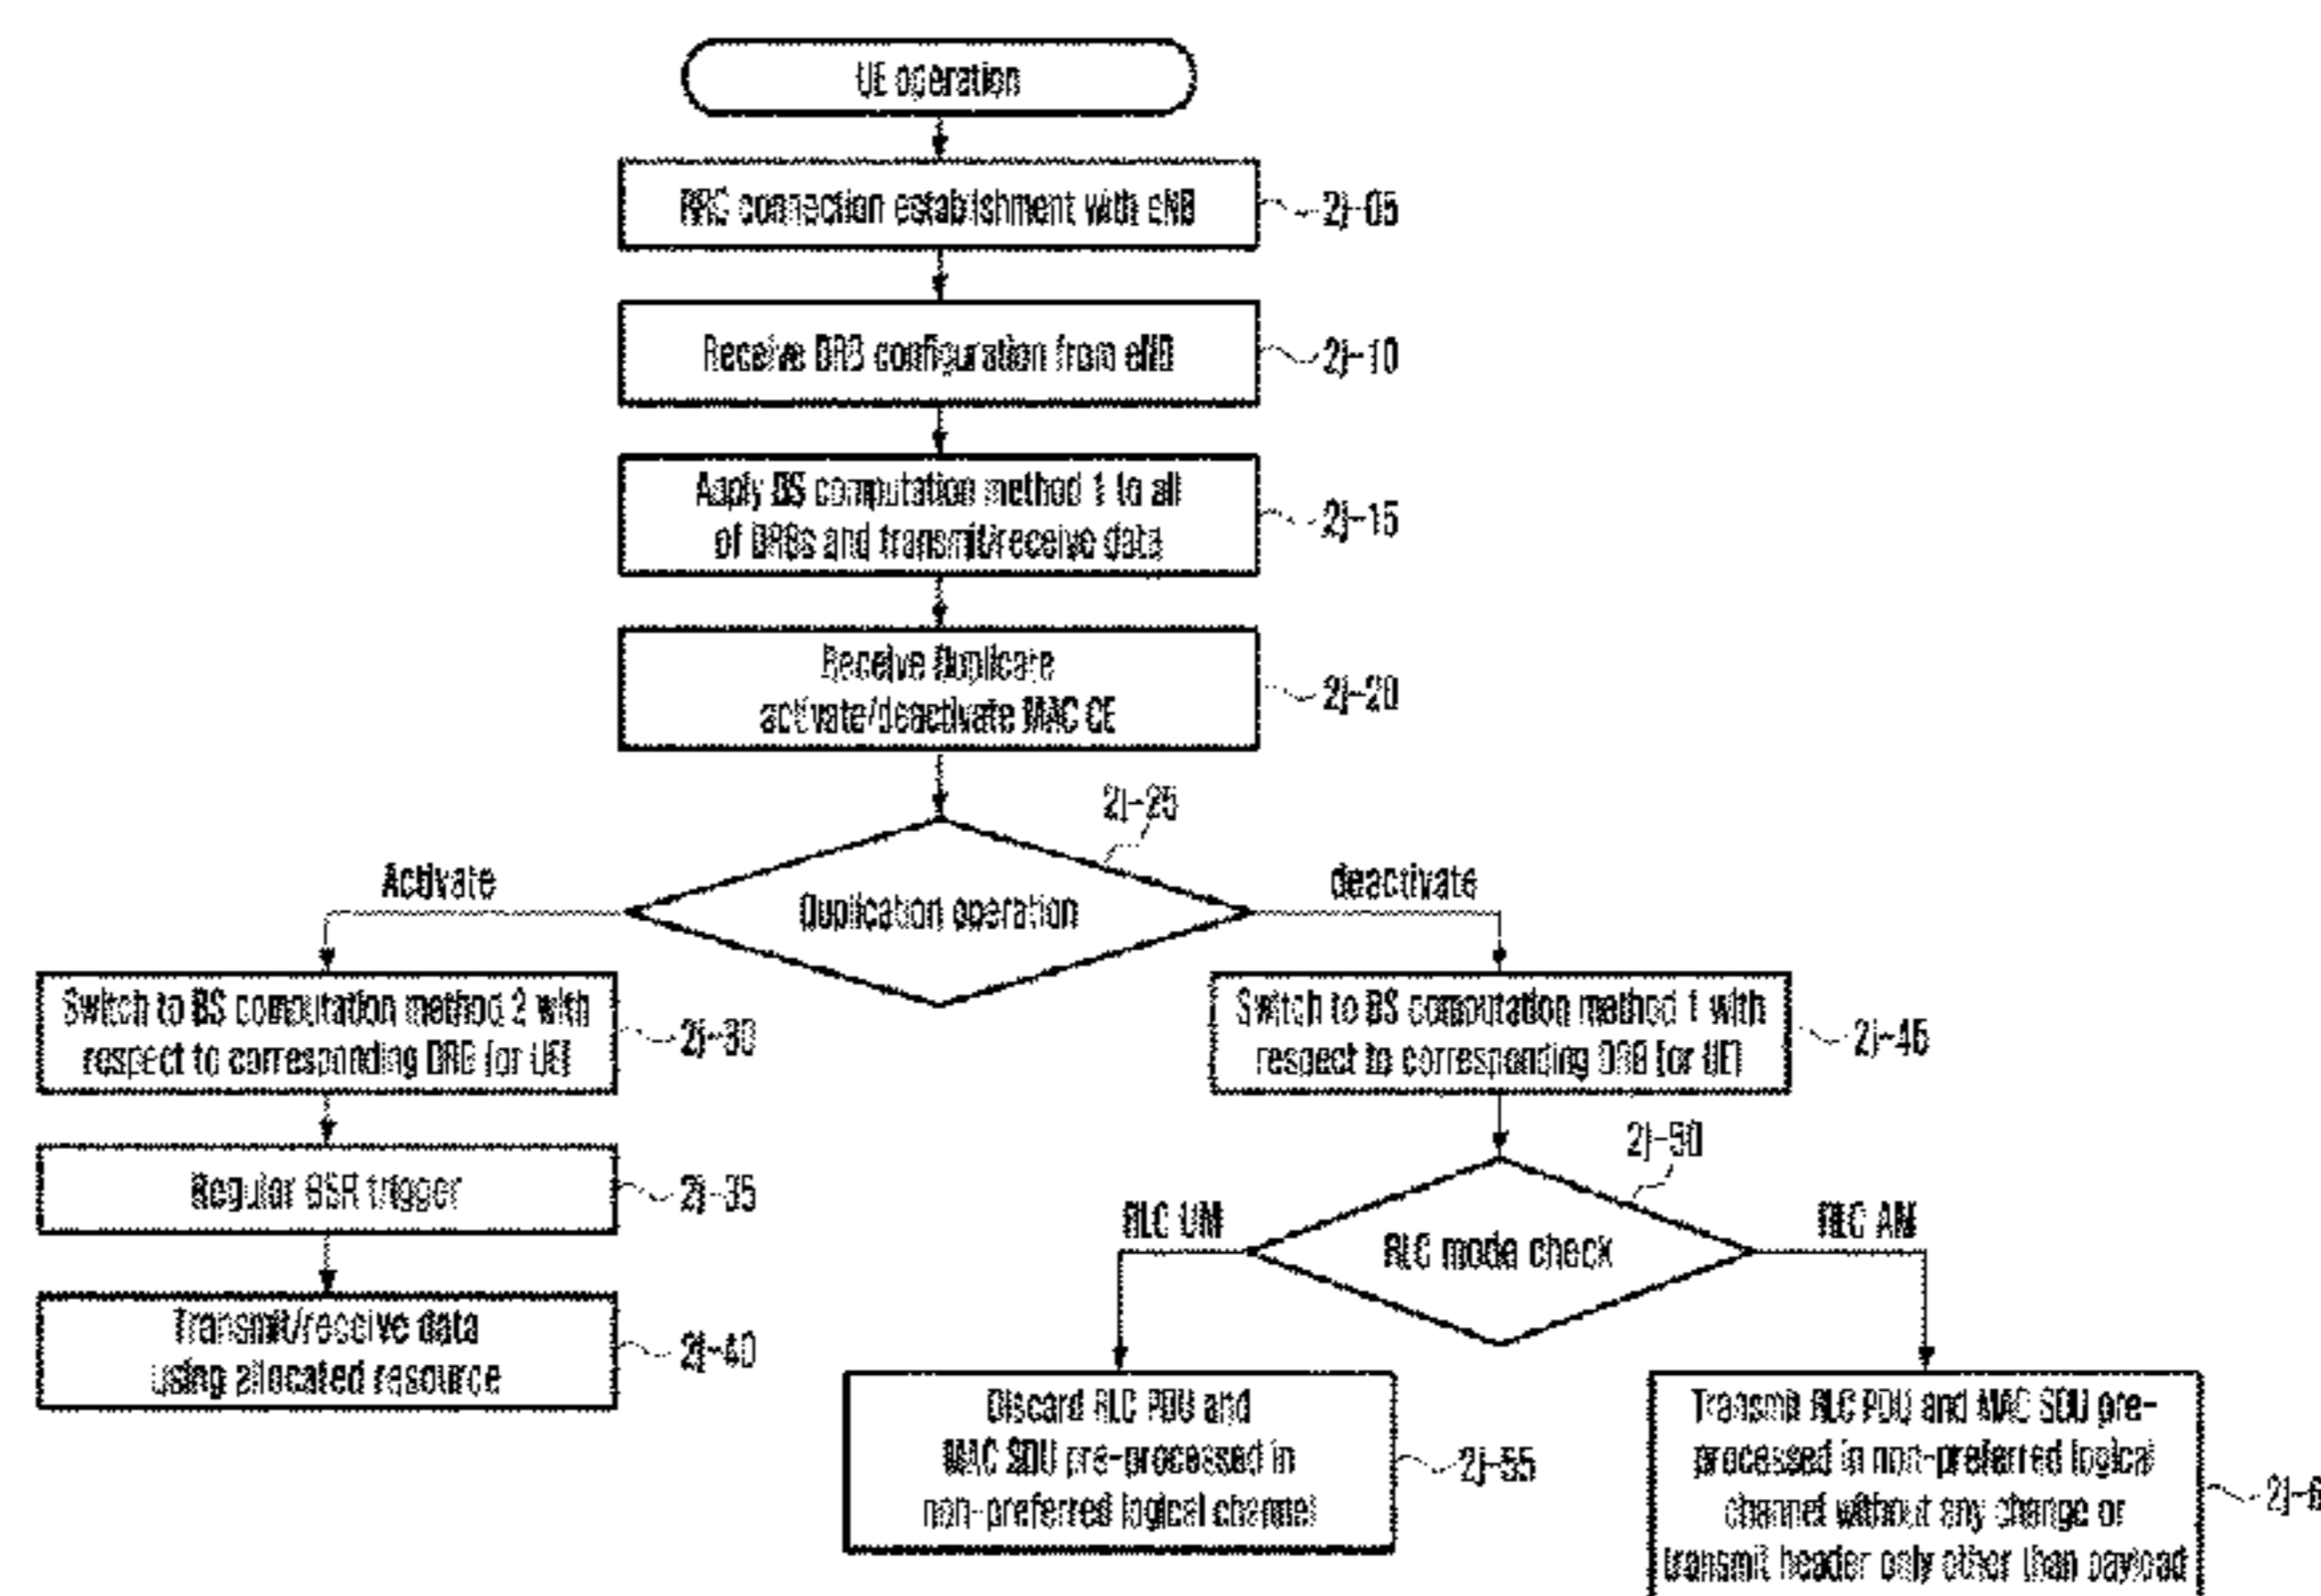 UE operation
RRC connection establishment with eNB
2j-05
Receive DRB configuration from eNB
2j-10
Apply BS computation method 1 to all
of DRBs and transmit/receive data
2j-15
Receive Duplicate
activate/deactivate MAC CE
2j-20
2j-25
Activate
Duplication operation
deactivate
Switch to BS computation method 2 with
respect to corresponding DRB (or UE)
2j-30
Switch to BS computation method 1 with
respect to corresponding DRB (or UE)
2j-45
Regular BSR trigger
2j-35
2j-50
RLC UM
RLC mode check
RLC AM
Transmit/receive data
using allocated resource
2j-40
Discard RLC PDU and
MAC SDU pre-processed in
non-preferred logical channel
2j-55
Transmit RLC PDU and MAC SDU pre-
processed in non-preferred logical
channel without any change or
transmit header only other than payload
2j-6